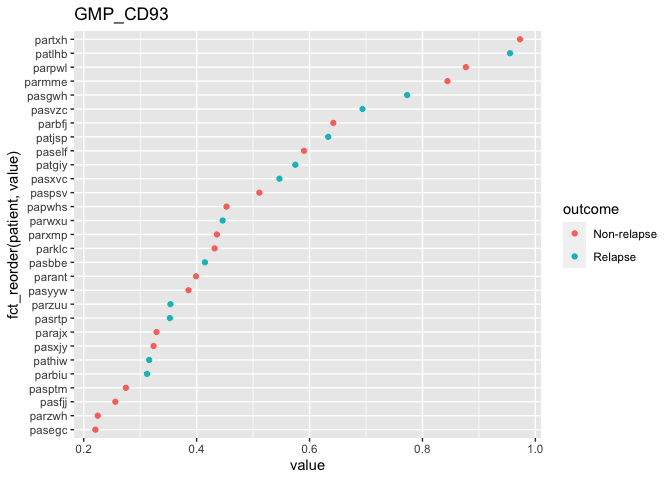 GMP_CD93
partxh
patlhb
parpwl
parmme
pasgwh
pasvzc
parbfj
patjsp
paself
patgiy
pasxvc
paspsv
papwhs
parwxu
parxmp
parklc
pasbbe
parant
pasyyw
parzuu
pasrtp
parajx
pasxjy
pathiw
parbiu
pasptm
pasfjj
parzwh
pasegc
fct_reorder(patient, value)
0.2 0.4 0.6 0.8 1.0
value
outcome
Non-relapse
Relapse